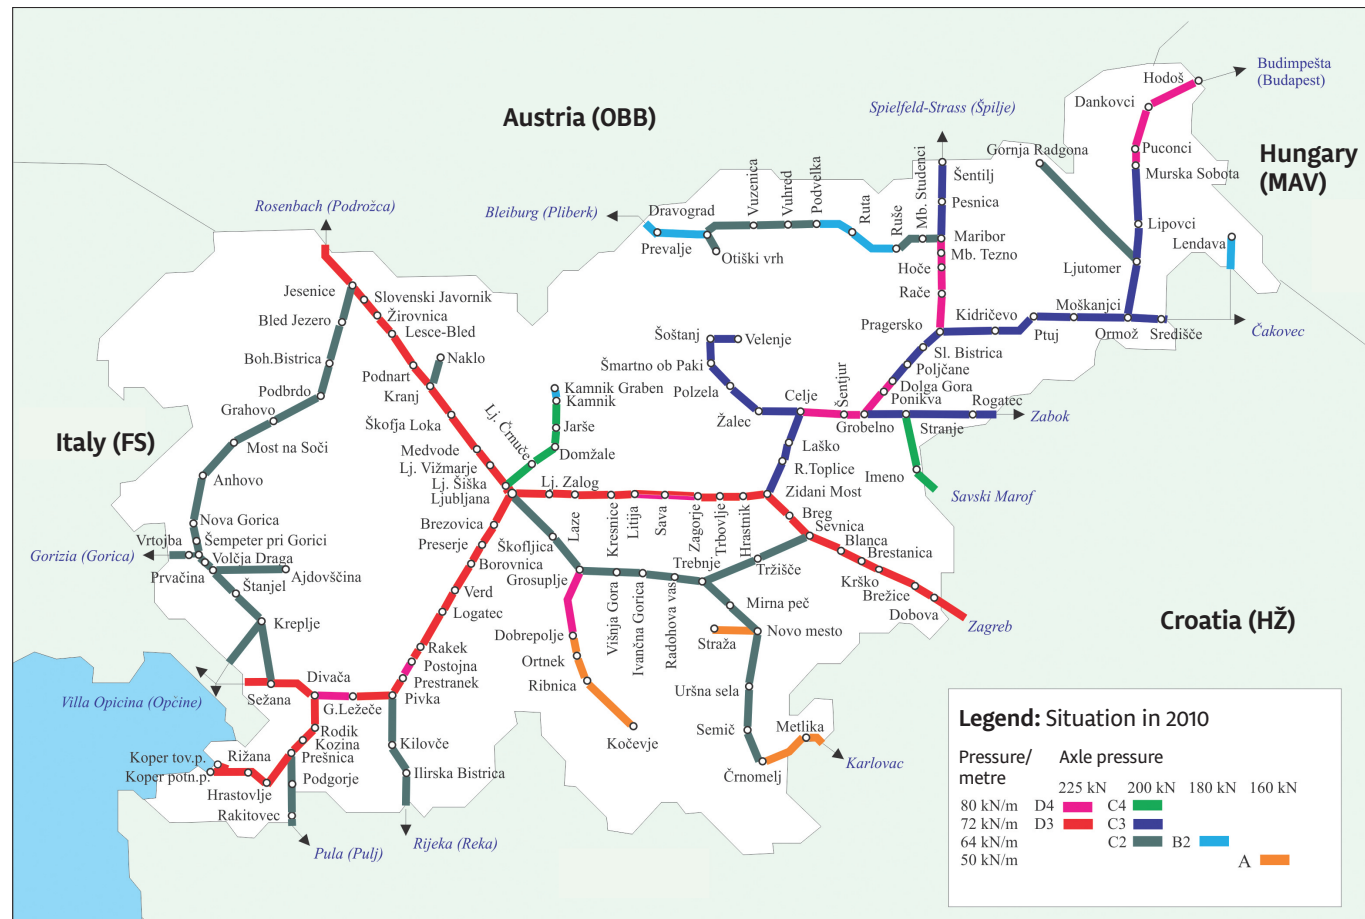 Austria (OBB)
Hungary
(MAV)
Italy (FS)
Croatia (HŽ)
Budimpešta
(Budapest)
Spielfeld-Strass (Špilje)
Rosenbach (Podrožca)
Bleiburg (Pliberk)
Čakovec
Zabok
Savski Marof
Zagreb
Karlovac
Rijeka (Reka)
Pula (Pulj)
Villa Opicina (Opčine)
Gorizia (Gorica)
Hodoš
Dankovci
Puconci
Murska Sobota
Lipovci
Lendava
Ljutomer
Gornja Radgona
Moškanjci
Ormož
Središče
Ptuj
Kidričevo
Pragersko
Šentilj
Pesnica
Maribor
Mb. Tezno
Hoče
Rače
Mb. Studenci
Ruše
Ruta
Podvelka
Vuhred
Vuzenica
Dravograd
Prevalje
Otiški vrh
Sl. Bistrica
Poljčane
Dolga Gora
Ponikva
Rogatec
Stranje
Grobelno
Imeno
Šentjur
Celje
Šoštanj
Velenje
Šmartno ob Paki
Polzela
Žalec
Laško
R.Toplice
Zidani Most
Breg
Sevnica
Blanca
Brestanica
Krško
Brežice
Dobova
Jesenice
Slovenski Javornik
Žirovnica
Lesce-Bled
Bled Jezero
Boh.Bistrica
Podbrdo
Grahovo
Most na Soči
Anhovo
Nova Gorica
Šempeter pri Gorici
Vrtojba
Volčja Draga
Prvačina
Ajdovščina
Štanjel
Kreplje
Sežana
Naklo
Podnart
Kranj
Škofja Loka
Medvode
Lj. Vižmarje
Lj. Šiška
Ljubljana
Kamnik Graben
Kamnik
Jarše
Domžale
Lj. Črnuče
Lj. Zalog
Laze
Kresnice
Litija
Sava
Zagorje
Trbovlje
Hrastnik
Brezovica
Preserje
Borovnica
Verd
Logatec
Rakek
Postojna
Prestranek
Pivka
Škofljica
Grosuplje
Višnja Gora
Ivančna Gorica
Radohova vas
Trebnje
Tržišče
Mirna peč
Novo mesto
Straža
Uršna sela
Semič
Metlika
Črnomelj
Dobrepolje
Ortnek
Ribnica
Kočevje
Divača
G.Ležeče
Rodik
Kozina
Prešnica
Podgorje
Rakitovec
Rižana
Koper tov.p.
Koper potn.p.
Hrastovlje
Kilovče
Ilirska Bistrica
Legend: Situation in 2010
Pressure/
metre
Axle pressure
225 kN 200 kN 180 kN 160 kN
80 kN/m D4 C4
72 kN/m D3 C3
64 kN/m C2 B2
50 kN/m A